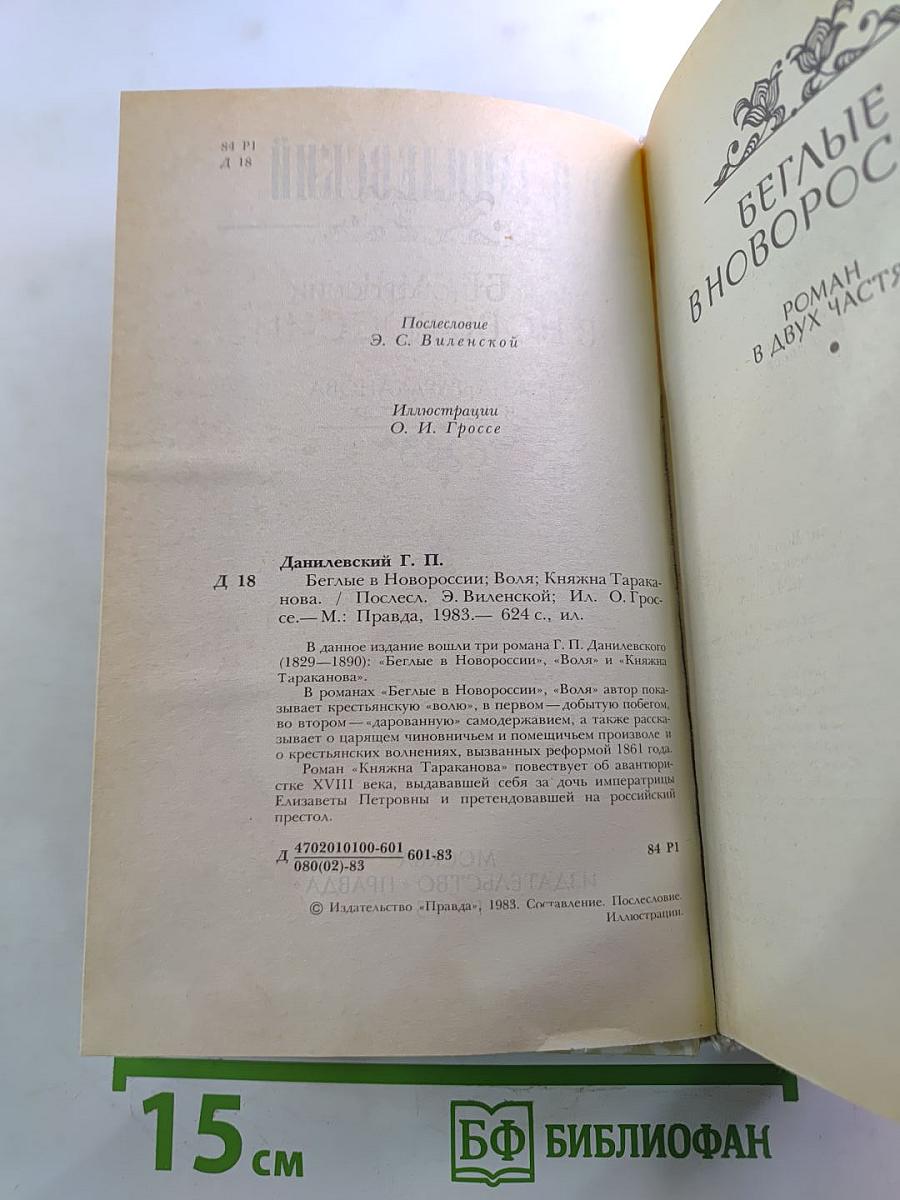 84 Р1
Д 18
Послесловие
Э. С. Виленской
Иллюстрации
О. И. Гроссе
Данилевский Г. П.
Д 18
Беглые в Новороссии; Воля; Княжна Тарака-
нова. / Послесл. Э. Виленской; Ил. О. Грос-
се.— М.: Правда, 1983.— 624 с., ил.
В данное издание вошли три романа Г. П. Данилевского
(1829—1890): «Беглые в Новороссии», «Воля» и «Княжна
Тараканова».
В романах «Беглые в Новороссии», «Воля» автор пока-
зывает крестьянскую «волю», в первом — добытую побегом,
во втором — «дарованную» самодержавием, а также расска-
зывает о царящем чиновничьем и помещичьем произволе и
о крестьянских волнениях, вызванных реформой 1861 года.
Роман «Княжна Тараканова» повествует об авантюри-
стке XVIII века, выдававшей себя за дочь императрицы
Елизаветы Петровны и претендовавшей на российский
престол.
Д 4702010100-601 601-83
080(02)-83
84 Р1
© Издательство «Правда», 1983. Составление. Послесловие.
Иллюстрации.
БЕГЛЫЕ
В НОВОРОС
РОМАН
В ДВУХ ЧАСТЯ
15 см
БФ БИБЛИОФАН